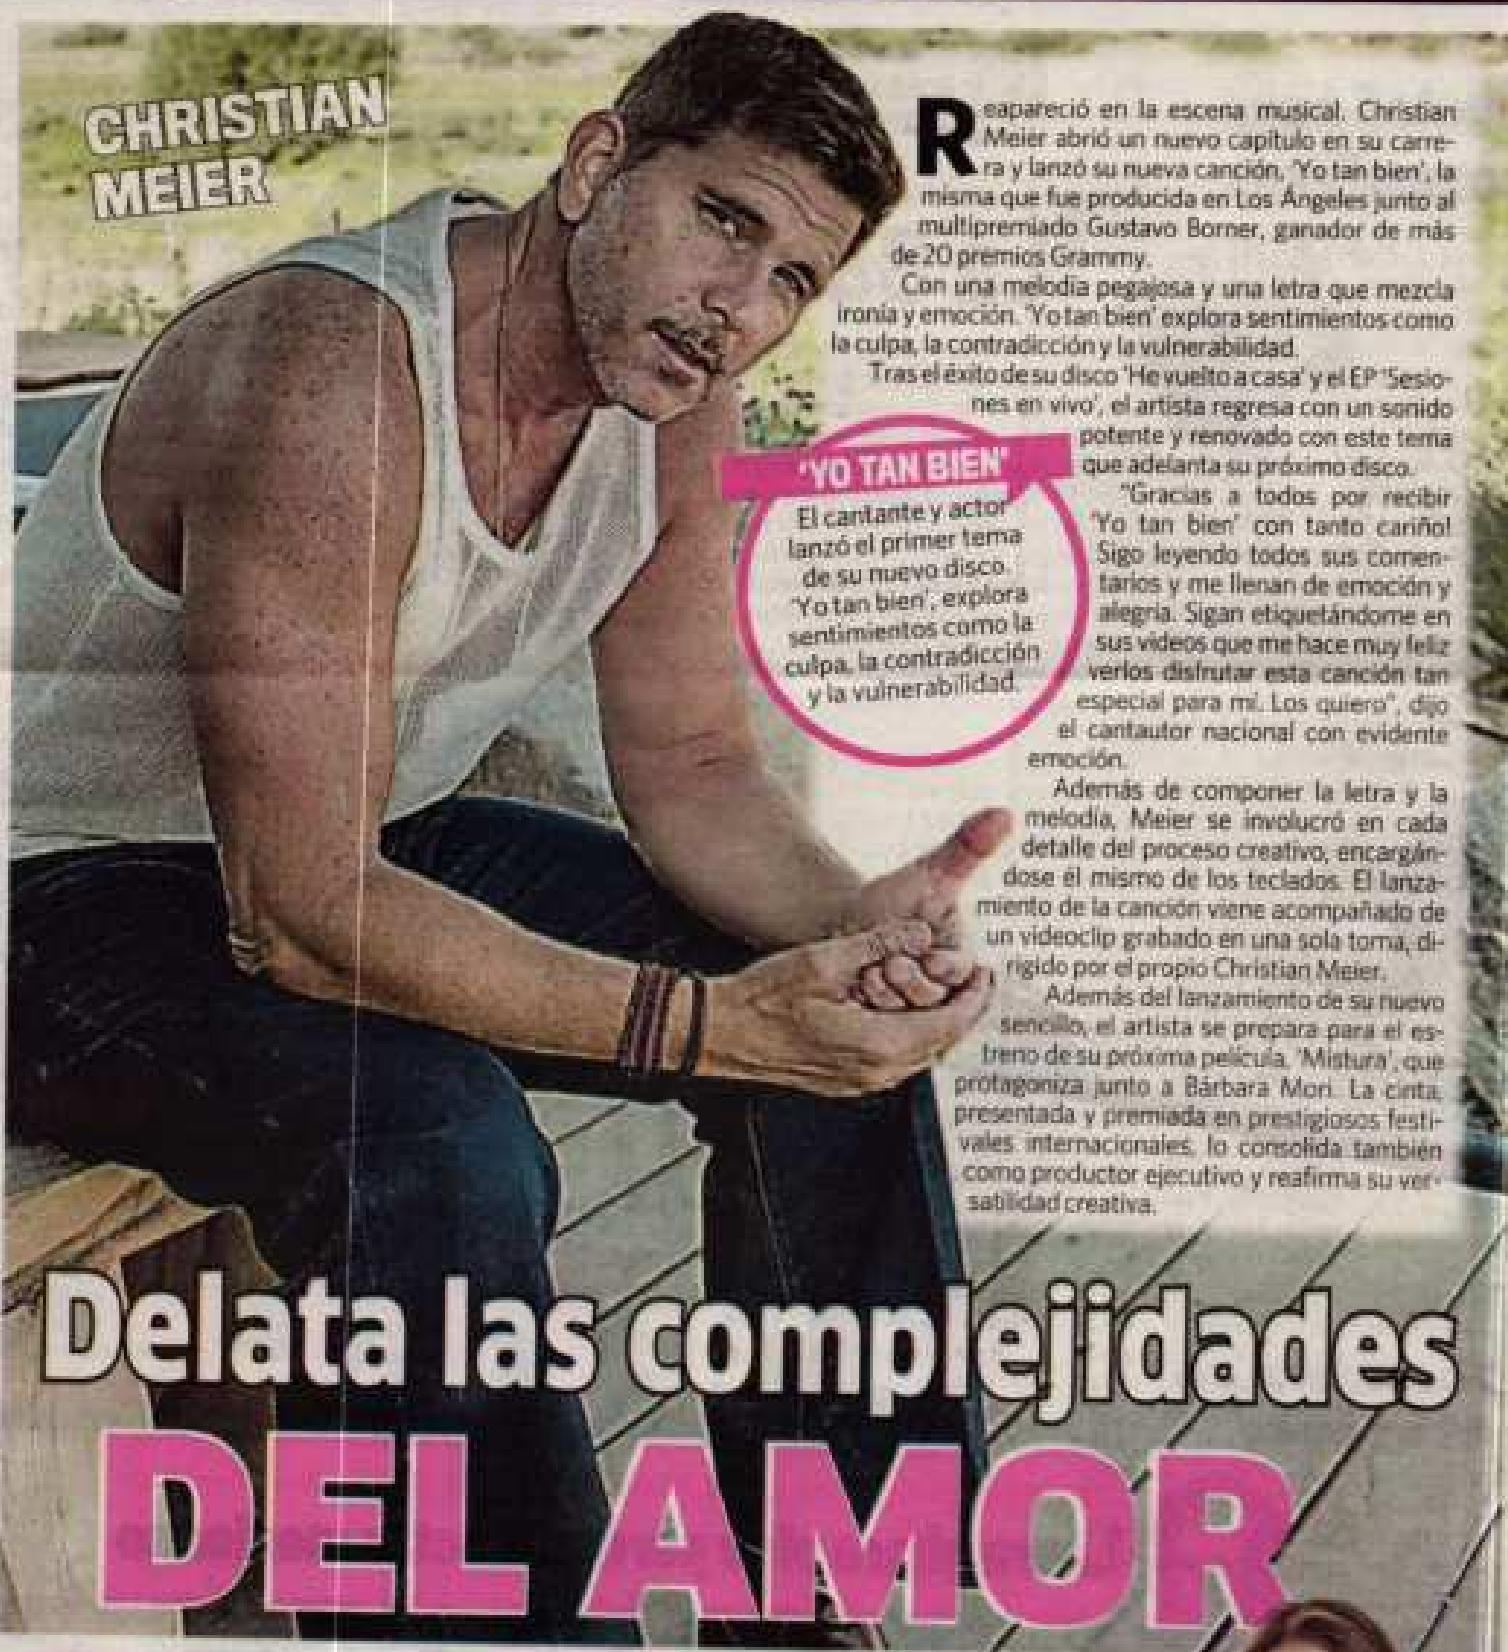 CHRISTIAN
MEIER
Reapareció en la escena musical. Christian
Meier abrió un nuevo capítulo en su carre-
ra y lanzó su nueva canción, 'Yo tan bien', la
misma que fue producida en Los Ángeles junto al
multipremiado Gustavo Borner, ganador de más
de 20 premios Grammy.
Con una melodía pegajosa y una letra que mezcla
ironía y emoción. 'Yo tan bien' explora sentimientos como
la culpa, la contradicción y la vulnerabilidad.
Tras el éxito de su disco 'He vuelto a casa' y el EP 'Sesio-
nes en vivo', el artista regresa con un sonido
potente y renovado con este tema
que adelanta su próximo disco.
"Gracias a todos por recibir
'Yo tan bien' con tanto cariño!
Sigo leyendo todos sus comen-
tarios y me llenan de emoción y
alegría. Sigan etiquetándome en
sus videos que me hace muy feliz
verlos disfrutar esta canción tan
especial para mí. Los quiero", dijo
el cantautor nacional con evidente
emoción.
Además de componer la letra y la
melodía, Meier se involucró en cada
detalle del proceso creativo, encargán-
dose él mismo de los teclados. El lanza-
miento de la canción viene acompañado de
un videoclip grabado en una sola toma, di-
rigido por el propio Christian Meier.
Además del lanzamiento de su nuevo
sencillo, el artista se prepara para el es-
treno de su próxima película, 'Mistura', que
protagoniza junto a Bárbara Mori. La cinta,
presentada y premiada en prestigiosos festi-
vales internacionales, lo consolida también
como productor ejecutivo y reafirma su ver-
satilidad creativa.
'YO TAN BIEN'
El cantante y actor
lanzó el primer tema
de su nuevo disco.
'Yo tan bien', explora
sentimientos como la
culpa, la contradicción
y la vulnerabilidad.
Delata las complejidades
DEL AMOR